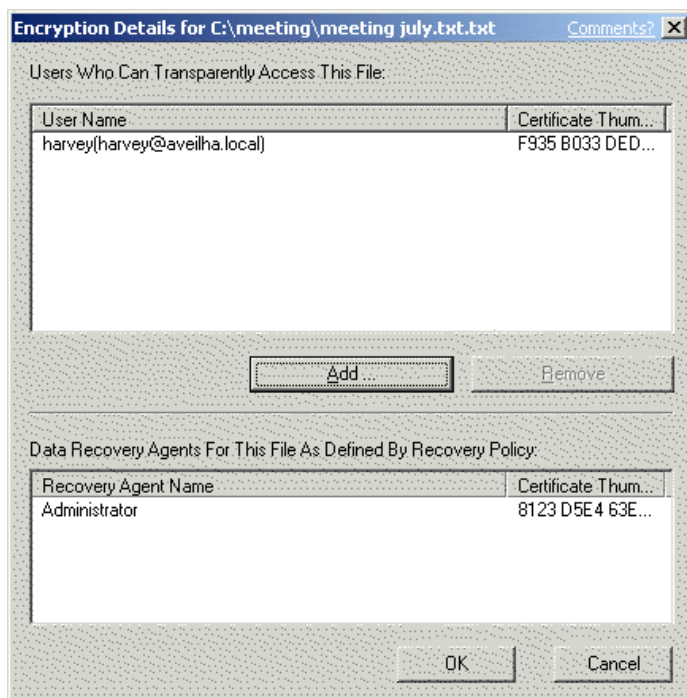 Encryption Details for C:\meeting\meeting july.txt.txt Comments?
Users Who Can Transparently Access This File:
User Name Certificate Thum...
harvey(harvey@aveilha.local) F935 B033 DED...
Add ... Remove
Data Recovery Agents For This File As Defined By Recovery Policy:
Recovery Agent Name Certificate Thum...
Administrator 8123 D5E4 63E...
OK Cancel